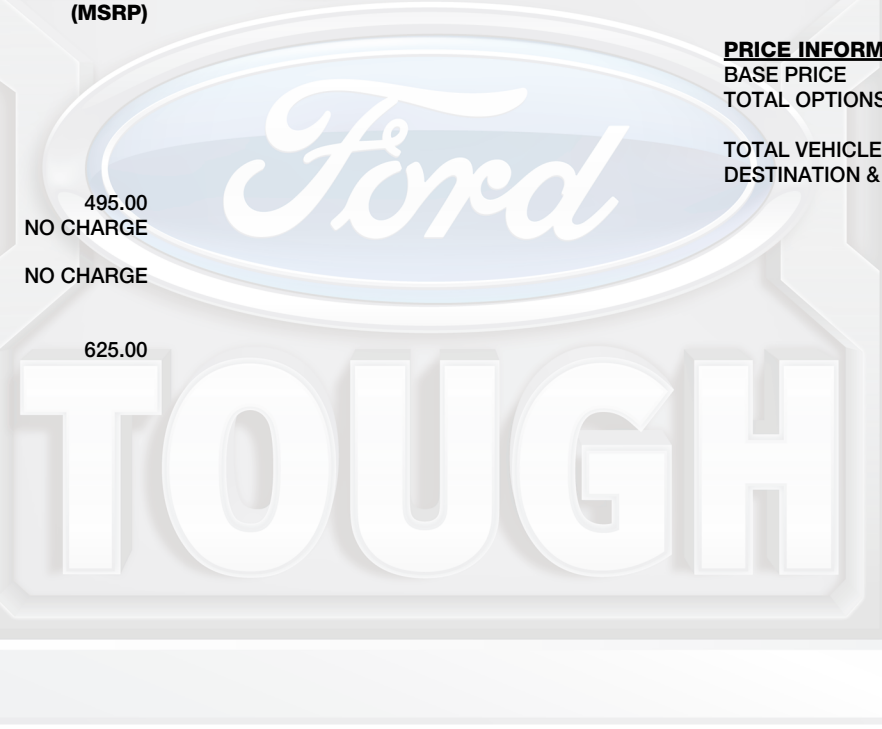 (MSRP)
495.00
NO CHARGE
NO CHARGE
625.00
PRICE INFORM
BASE PRICE
TOTAL OPTIONS
TOTAL VEHICLE
DESTINATION &
Ford
TOUGH